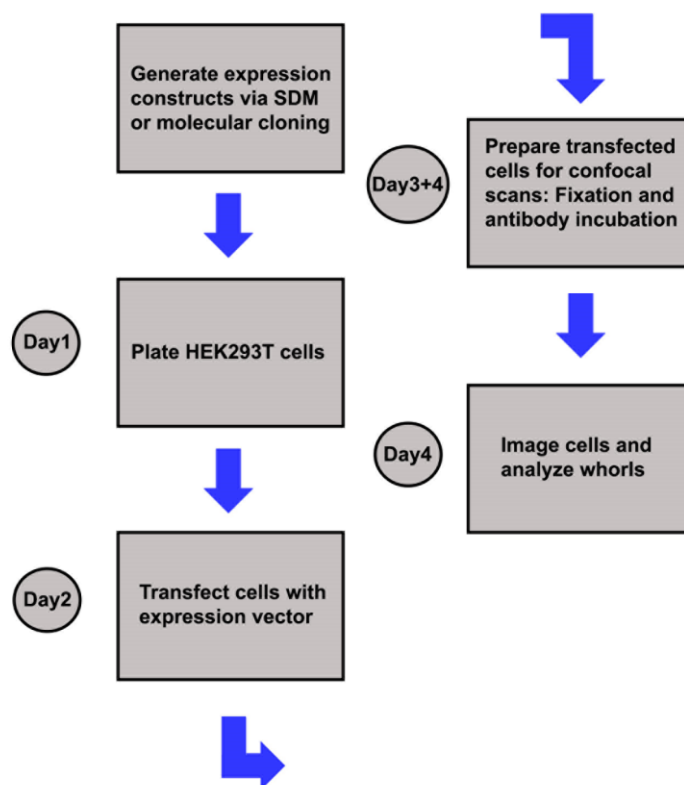 Generate expression
constructs via SDM
or molecular cloning
Day1
Plate HEK293T cells
Day2
Transfect cells with
expression vector
Day3+4
Prepare transfected
cells for confocal
scans: Fixation and
antibody incubation
Day4
Image cells and
analyze whorls